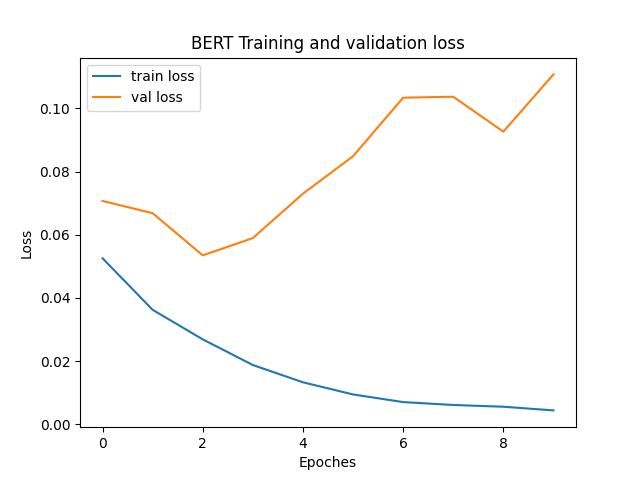 BERT Training and validation loss
train loss
val loss
0.10
0.08
0.06
0.04
0.02
0.00
Loss
0 2 4 6 8
Epoches